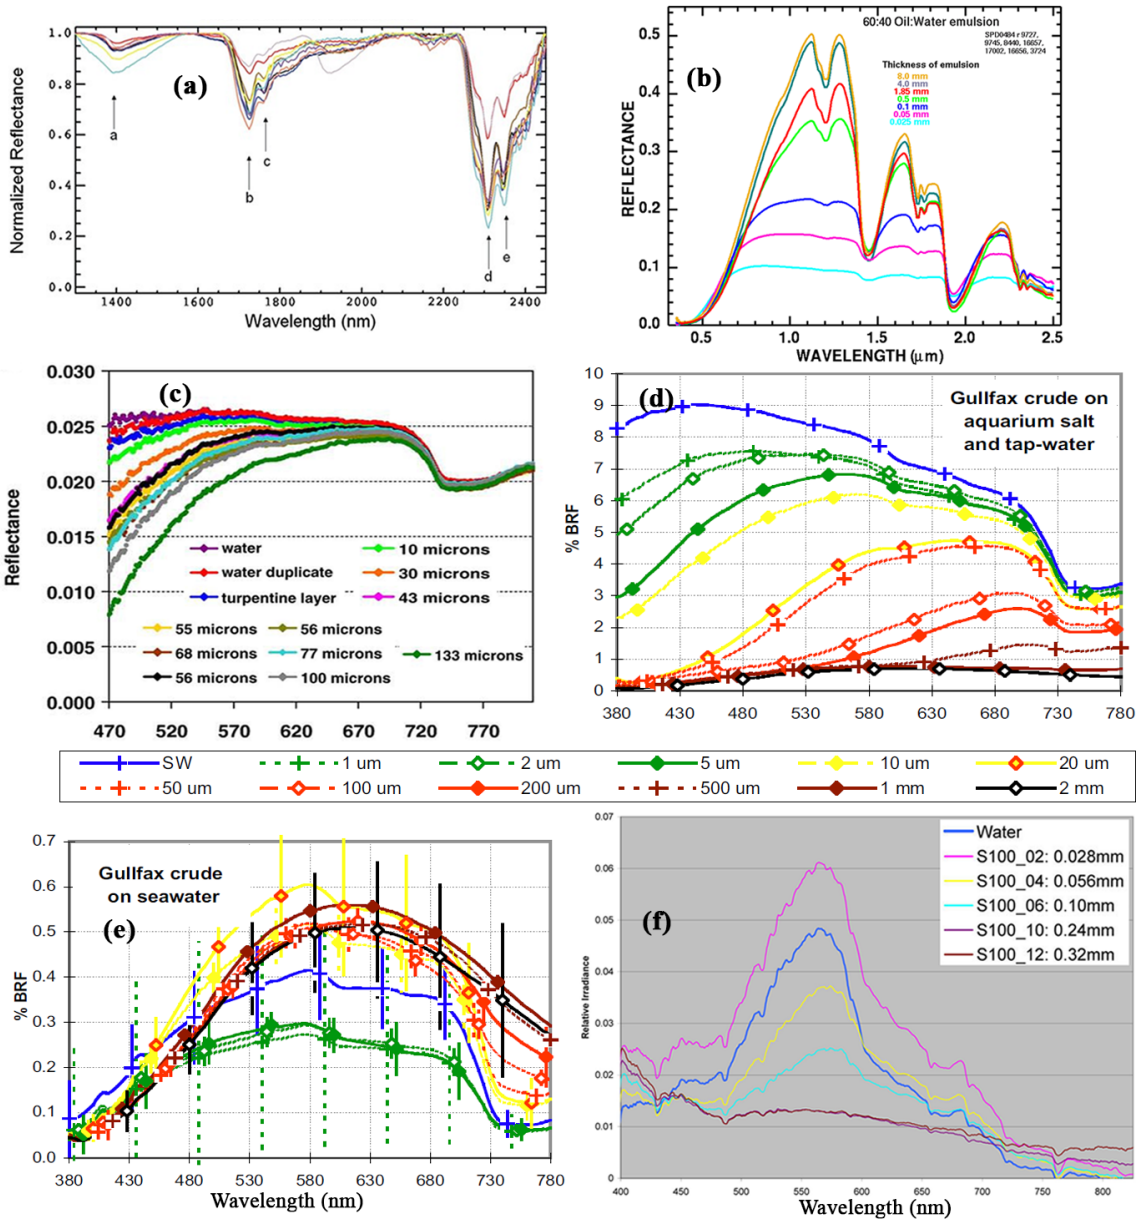 (a)
Normalized Reflectance
1.0
0.8
0.6
0.4
0.2
0.0
a
b
c
d
e
1400 1600 1800 2000 2200 2400
Wavelength (nm)
(b)
60:40 Oil:Water emulsion
SPD0484 r 9727,
9745, 8440, 16657,
17002, 16656, 3724
Thickness of emulsion
8.0 mm
4.0 mm
1.85 mm
0.5 mm
0.1 mm
0.05 mm
0.025 mm
REFLECTANCE
0.5
0.4
0.3
0.2
0.1
0.0
0.5 1.0 1.5 2.0 2.5
WAVELENGTH (μm)
(c)
Reflectance
0.030
0.025
0.020
0.015
0.010
0.005
0.000
water
water duplicate
turpentine layer
10 microns
30 microns
43 microns
55 microns
68 microns
56 microns
56 microns
77 microns
100 microns
133 microns
470 520 570 620 670 720 770
(d)
Gullfax crude on
aquarium salt
and tap-water
% BRF
10
9
8
7
6
5
4
3
2
1
0
380 430 480 530 580 630 680 730 780
SW 1 um 2 um 5 um 10 um 20 um
50 um 100 um 200 um 500 um 1 mm 2 mm
(e)
Gullfax crude
on seawater
% BRF
0.7
0.6
0.5
0.4
0.3
0.2
0.1
0.0
380 430 480 530 580 630 680 730 780
Wavelength (nm)
(f)
Relative Irradiance
0.07
0.06
0.05
0.04
0.03
0.02
0.01
0
Water
S100_02: 0.028mm
S100_04: 0.056mm
S100_06: 0.10mm
S100_10: 0.24mm
S100_12: 0.32mm
400 450 500 550 600 650 700 750 800
Wavelength (nm)